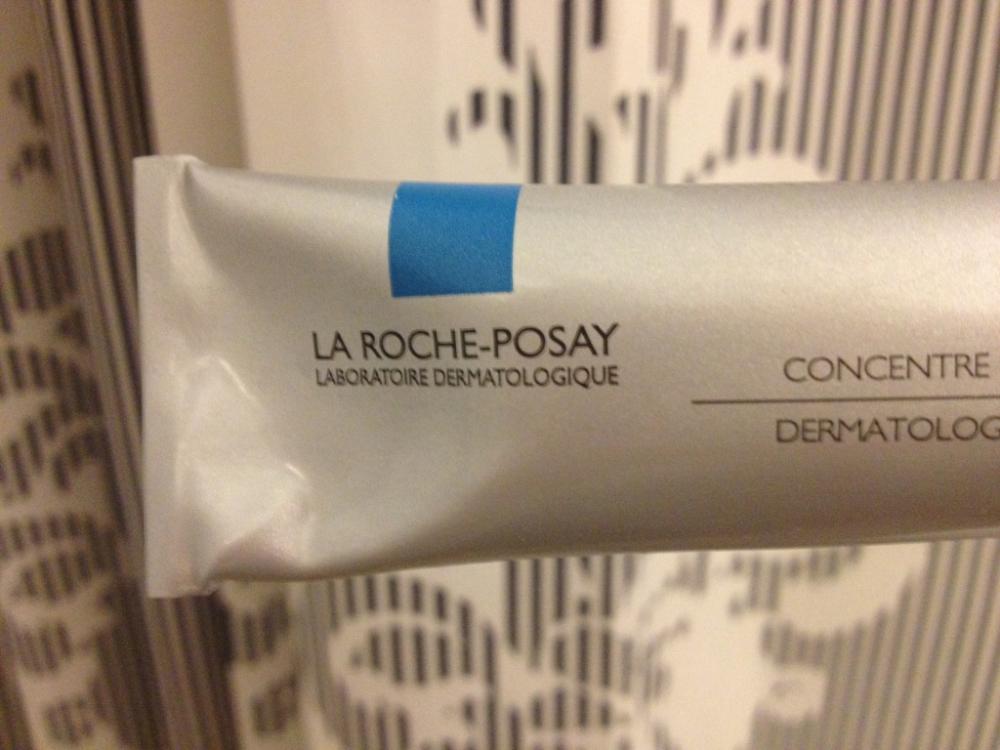 LA ROCHE-POSAY
LABORATOIRE DERMATOLOGIQUE
CONCENTRE
DERMATOLOG